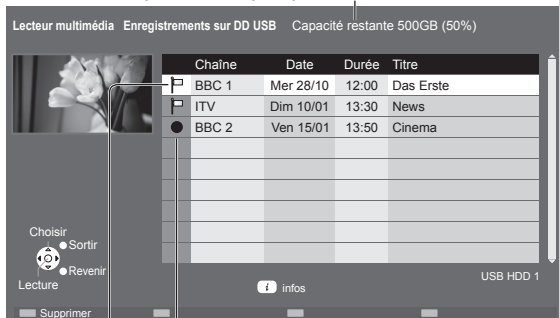 Lecteur multimédia Enregistrements sur DD USB Capacité restante 500GB (50%)
Chaîne Date Durée Titre
BBC 1 Mer 28/10 12:00 Das Erste
ITV Dim 10/01 13:30 News
BBC 2 Ven 15/01 13:50 Cinema
Choisir
Sortir
Revenir
Lecture
i infos
USB HDD 1
Supprimer